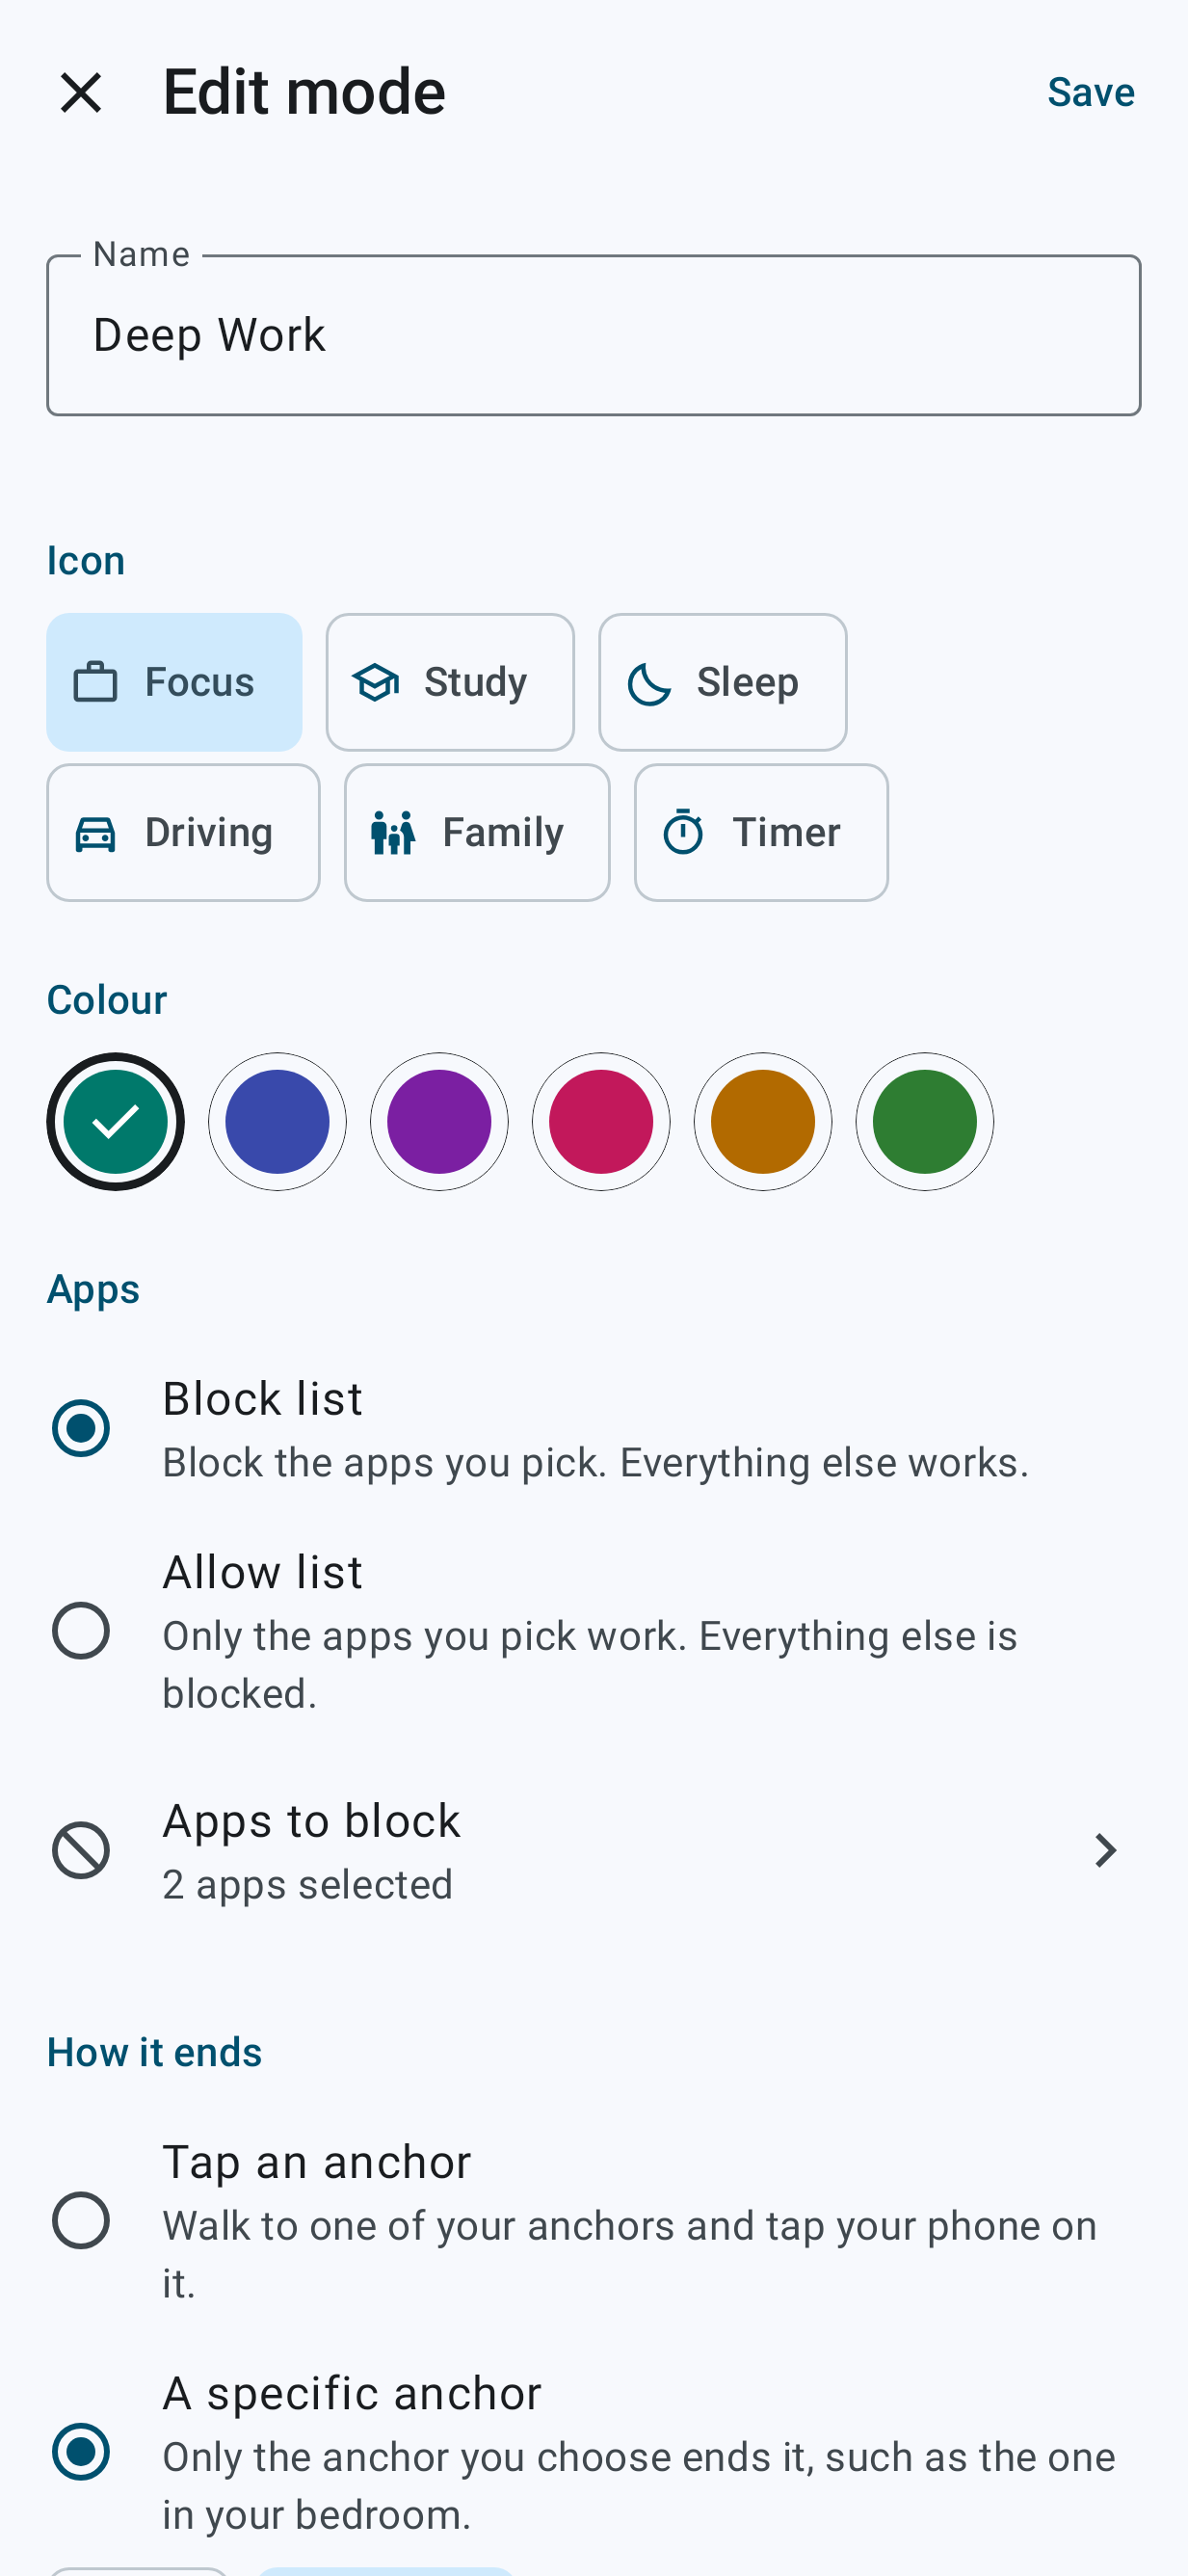 Edit mode
Save
Name
Deep Work
Icon
Focus
Study
Sleep
Driving
Family
Timer
Colour
Apps
Block list
Block the apps you pick. Everything else works.
Allow list
Only the apps you pick work. Everything else is
blocked.
Apps to block
2 apps selected
How it ends
Tap an anchor
Walk to one of your anchors and tap your phone on
it.
A specific anchor
Only the anchor you choose ends it, such as the one
in your bedroom.